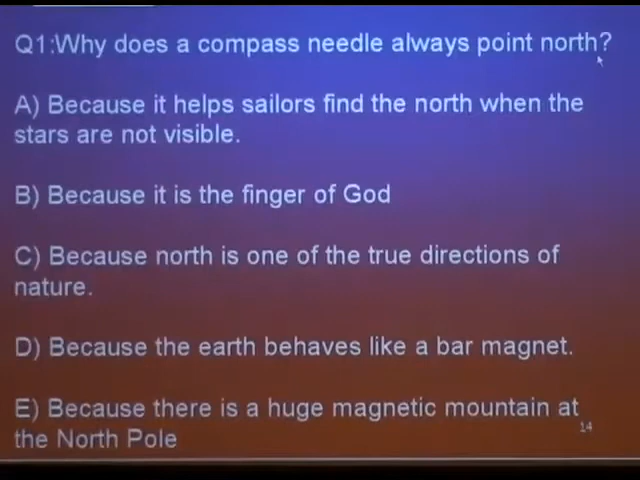 Q1:Why does a compass needle always point north?
A) Because it helps sailors find the north when the
stars are not visible.
B) Because it is the finger of God
C) Because north is one of the true directions of
nature.
D) Because the earth behaves like a bar magnet.
E) Because there is a huge magnetic mountain at
the North Pole
14